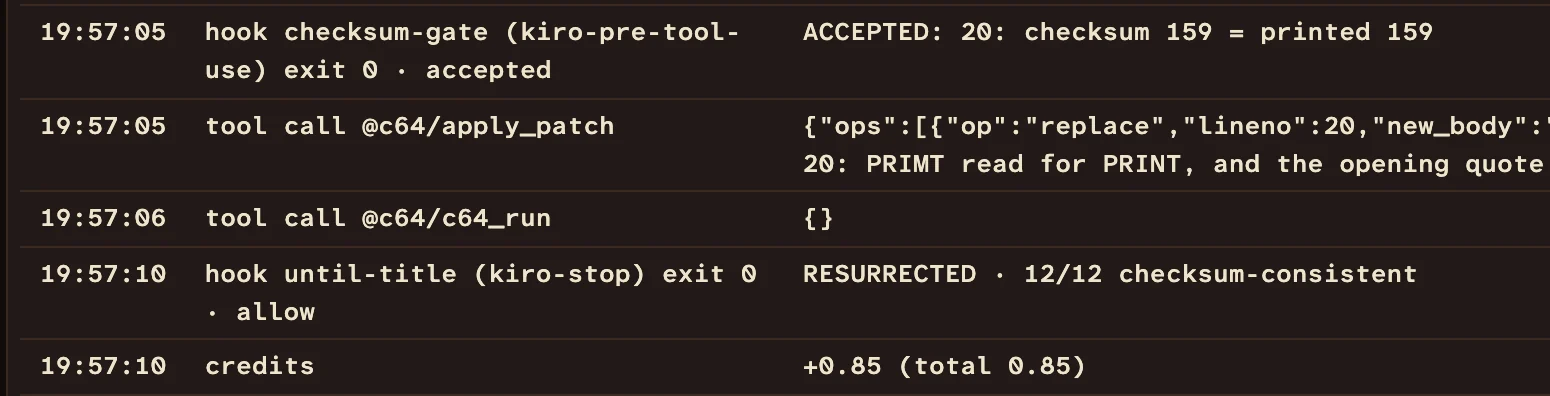 19:57:05 hook checksum-gate (kiro-pre-tool- ACCEPTED: 20: checksum 159 = printed 159
use) exit 0 · accepted
19:57:05 tool call @c64/apply_patch {"ops":[{"op":"replace","lineno":20,"new_body":"
20: PRIMT read for PRINT, and the opening quote
19:57:06 tool call @c64/c64_run {}
19:57:10 hook until-title (kiro-stop) exit 0 RESURRECTED · 12/12 checksum-consistent
· allow
19:57:10 credits +0.85 (total 0.85)